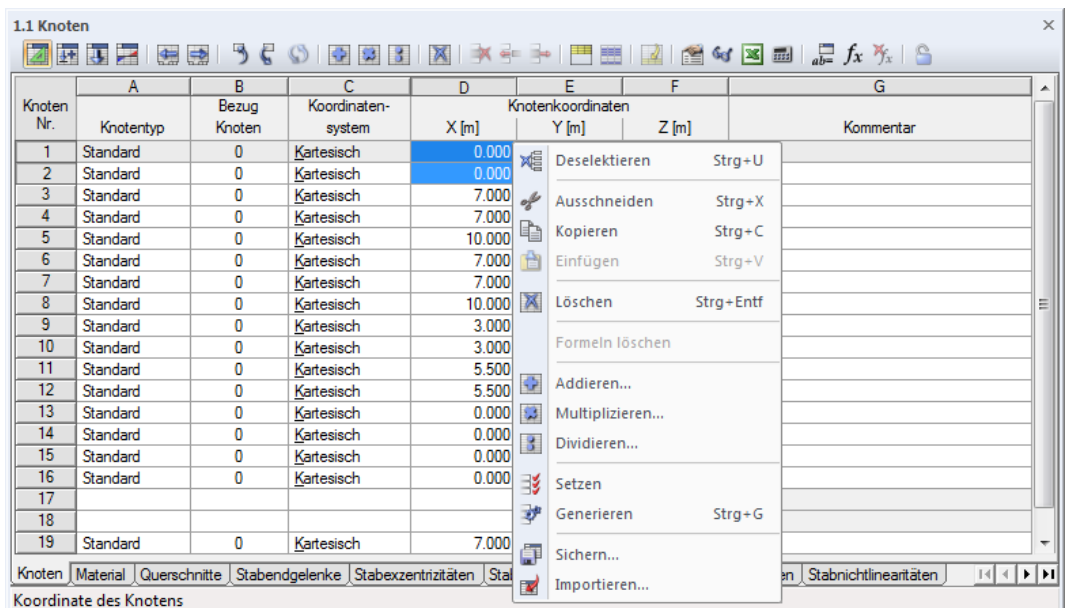 1.1 Knoten
A B C D E F G
Knoten Bezug Koordinaten- Knotenkoordinaten
Nr. Knotentyp Knoten system X [m] Y [m] Z [m] Kommentar
1 Standard 0 Kartesisch 0.000
2 Standard 0 Kartesisch 0.000
3 Standard 0 Kartesisch 7.000
4 Standard 0 Kartesisch 7.000
5 Standard 0 Kartesisch 10.000
6 Standard 0 Kartesisch 7.000
7 Standard 0 Kartesisch 7.000
8 Standard 0 Kartesisch 10.000
9 Standard 0 Kartesisch 3.000
10 Standard 0 Kartesisch 3.000
11 Standard 0 Kartesisch 5.500
12 Standard 0 Kartesisch 5.500
13 Standard 0 Kartesisch 0.000
14 Standard 0 Kartesisch 0.000
15 Standard 0 Kartesisch 0.000
16 Standard 0 Kartesisch 0.000
17
18
19 Standard 0 Kartesisch 7.000
Deselektieren Strg+U
Ausschneiden Strg+X
Kopieren Strg+C
Einfügen Strg+V
Löschen Strg+Entf
Formeln löschen
Addieren...
Multiplizieren...
Dividieren...
Setzen
Generieren Strg+G
Sichern...
Importieren...
Knoten Material Querschnitte Stabendgelenke Stabexzentrizitäten Stabnichtlinearitäten
Koordinate des Knotens